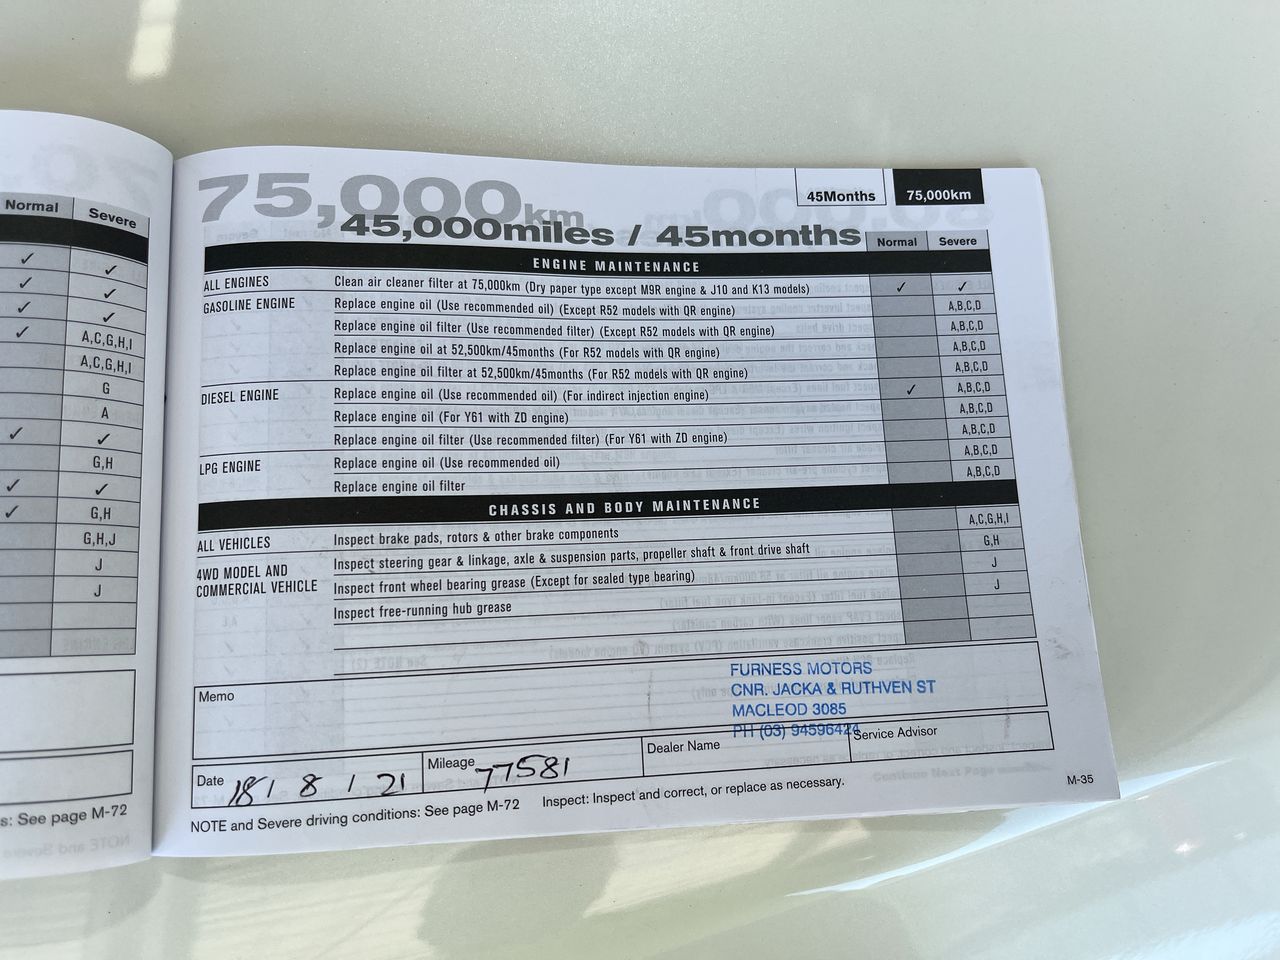 Normal Severe
✓ ✓
✓ ✓
✓ ✓
✓ A,C,G,H,I
A,C,G,H,I
G
A
✓ ✓
G,H
✓ ✓
✓ G,H
G,H,J
J
J
s: See page M-72
75,000km
45,000miles / 45months
45Months 75,000km
Normal Severe
ENGINE MAINTENANCE
ALL ENGINES Clean air cleaner filter at 75,000km (Dry paper type except M9R engine & J10 and K13 models) ✓ ✓
GASOLINE ENGINE Replace engine oil (Use recommended oil) (Except R52 models with QR engine) A,B,C,D
Replace engine oil filter (Use recommended filter) (Except R52 models with QR engine) A,B,C,D
Replace engine oil at 52,500km/45months (For R52 models with QR engine) A,B,C,D
Replace engine oil filter at 52,500km/45months (For R52 models with QR engine) A,B,C,D
DIESEL ENGINE Replace engine oil (Use recommended oil) (For indirect injection engine) ✓ A,B,C,D
Replace engine oil (For Y61 with ZD engine) A,B,C,D
Replace engine oil filter (Use recommended filter) (For Y61 with ZD engine) A,B,C,D
LPG ENGINE Replace engine oil (Use recommended oil) A,B,C,D
Replace engine oil filter A,B,C,D
CHASSIS AND BODY MAINTENANCE
ALL VEHICLES Inspect brake pads, rotors & other brake components A,C,G,H,I
4WD MODEL AND COMMERCIAL VEHICLE Inspect steering gear & linkage, axle & suspension parts, propeller shaft & front drive shaft G,H
Inspect front wheel bearing grease (Except for sealed type bearing) J
Inspect free-running hub grease J
Memo
FURNESS MOTORS
CNR. JACKA & RUTHVEN ST
MACLEOD 3085
PH (03) 94596424
Date 18/ 8 / 21 Mileage 77581 Dealer Name Service Advisor
NOTE and Severe driving conditions: See page M-72 Inspect: Inspect and correct, or replace as necessary.
M-35